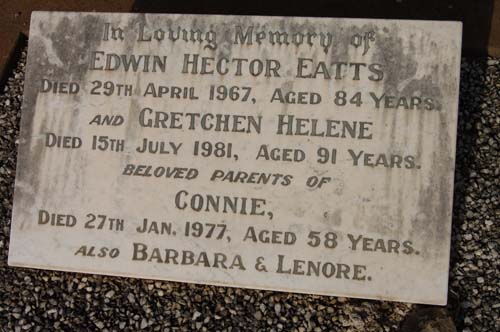 In Loving Memory of
EDWIN HECTOR EATTS
DIED 29TH APRIL 1967, AGED 84 YEARS.
AND GRETCHEN HELENE
DIED 15TH JULY 1981, AGED 91 YEARS.
BELOVED PARENTS OF
CONNIE,
DIED 27TH JAN. 1977, AGED 58 YEARS.
ALSO BARBARA & LENORE.